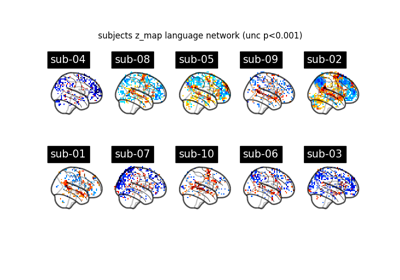 subjects z_map language network (unc p<0.001)
sub-04 sub-08 sub-05 sub-09 sub-02
sub-01 sub-07 sub-10 sub-06 sub-03